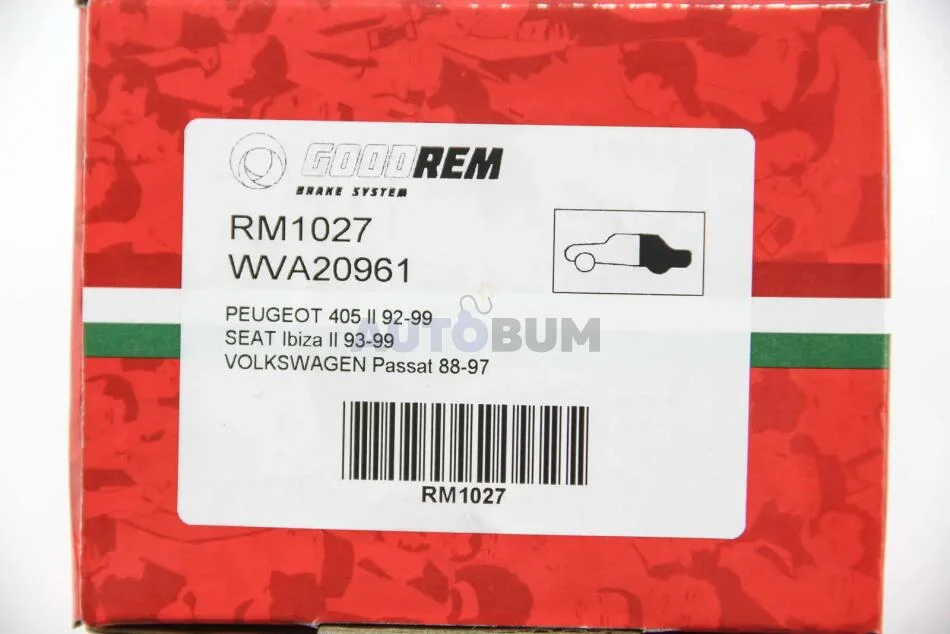 GOODREM
BRAKE SYSTEM
RM1027
WVA20961
PEUGEOT 405 II 92-99
SEAT Ibiza II 93-99
VOLKSWAGEN Passat 88-97
AUTOBUM
RM1027